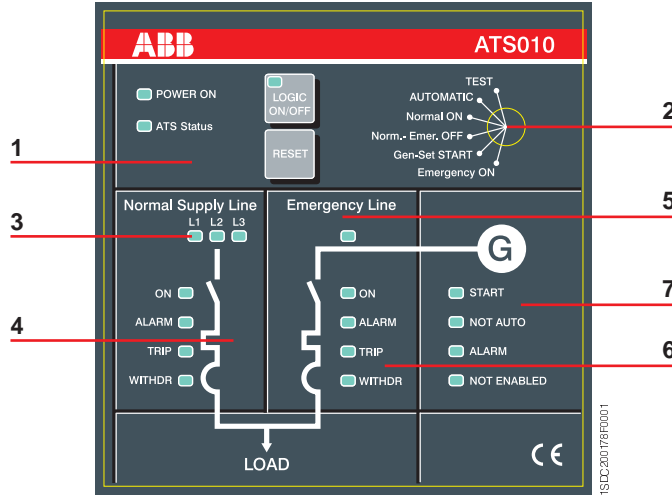 ABB ATS010
POWER ON
ATS Status
LOGIC
ON/OFF
RESET
TEST
AUTOMATIC
Normal ON
Norm.- Emer. OFF
Gen-Set START
Emergency ON
1
2
Normal Supply Line
L1 L2 L3
3
Emergency Line
5
G
ON
ALARM
TRIP
WITHDR
4
ON
ALARM
TRIP
WITHDR
6
START
NOT AUTO
ALARM
NOT ENABLED
7
LOAD
CE
1SDC200178F0001